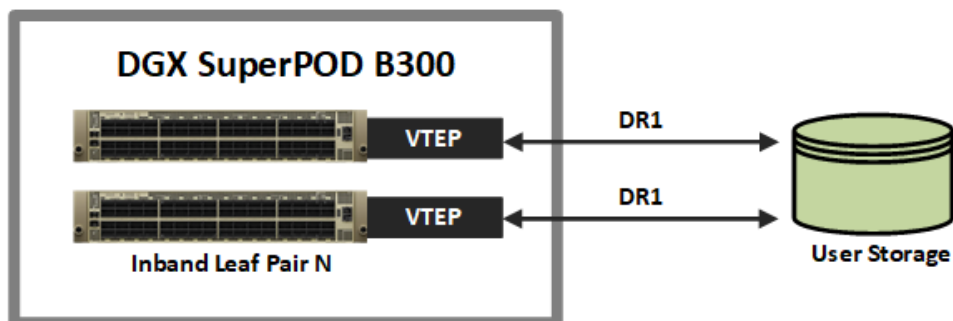 DGX SuperPOD B300
VTEP
DR1
VTEP
DR1
Inband Leaf Pair N
User Storage